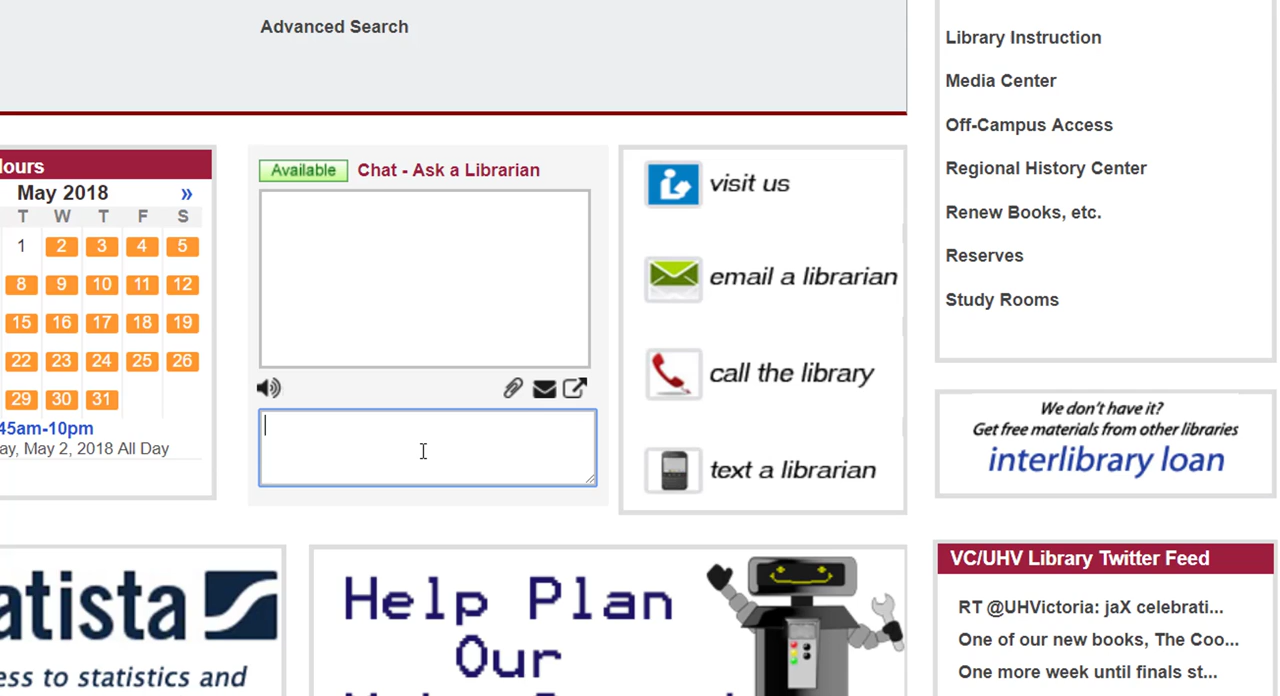 Advanced Search
Library Instruction
Media Center
Off-Campus Access
Regional History Center
Renew Books, etc.
Reserves
Study Rooms
ours
May 2018 »
T W T F S
1 2 3 4 5
8 9 10 11 12
15 16 17 18 19
22 23 24 25 26
29 30 31
45am-10pm
ay, May 2, 2018 All Day
Available Chat - Ask a Librarian
visit us
email a librarian
call the library
text a librarian
We don't have it?
Get free materials from other libraries
interlibrary loan
atista
ess to statistics and
Help Plan
Our
VC/UHV Library Twitter Feed
RT @UHVictoria: jaX celebrati...
One of our new books, The Coo...
One more week until finals st...